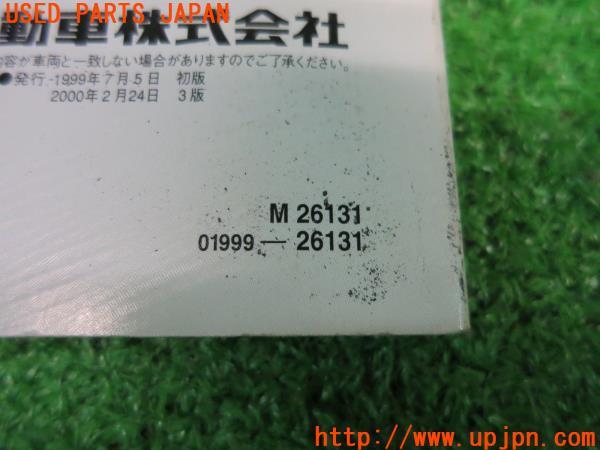 USED PARTS JAPAN
動車株式会社
内容が車両と一致しない場合がありますのでご了承ください。
●発行 1999年7月5日 初版
2000年2月24日 3版
M 26131
01999－26131
http://www.upjpn.com